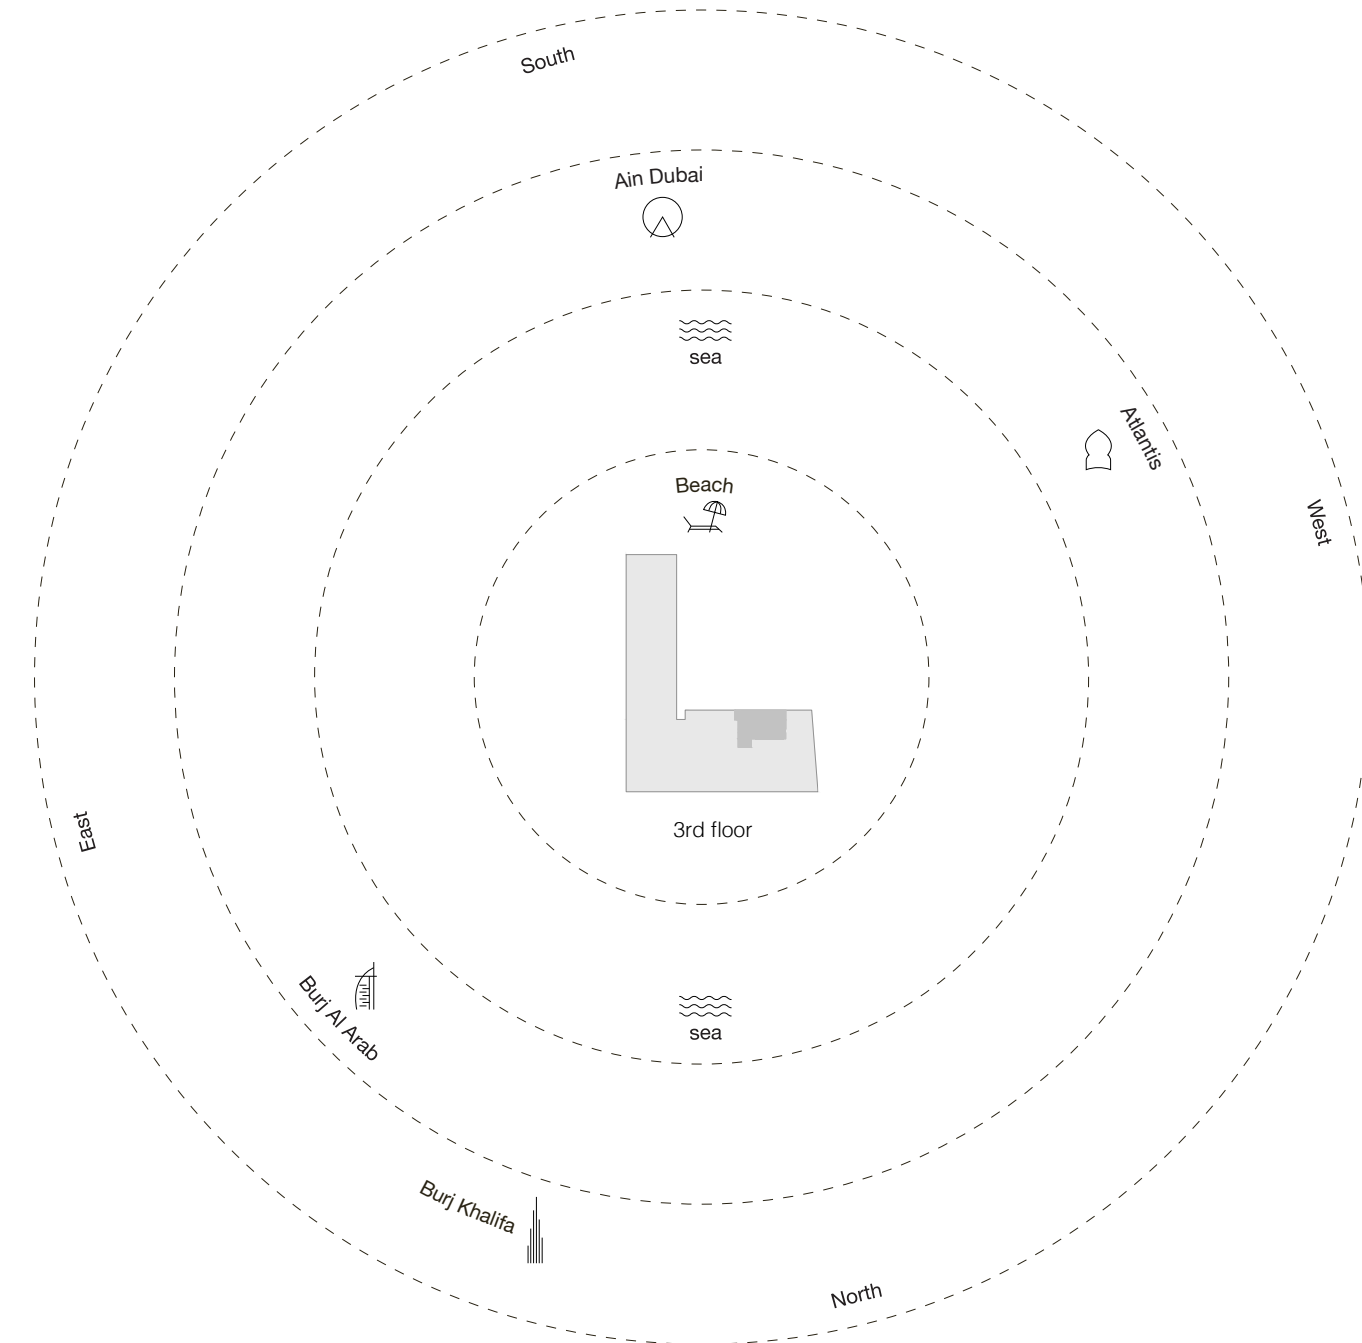 South
Ain Dubai
sea
Atlantis
Beach
West
3rd floor
East
Burj Al Arab
sea
Burj Khalifa
North